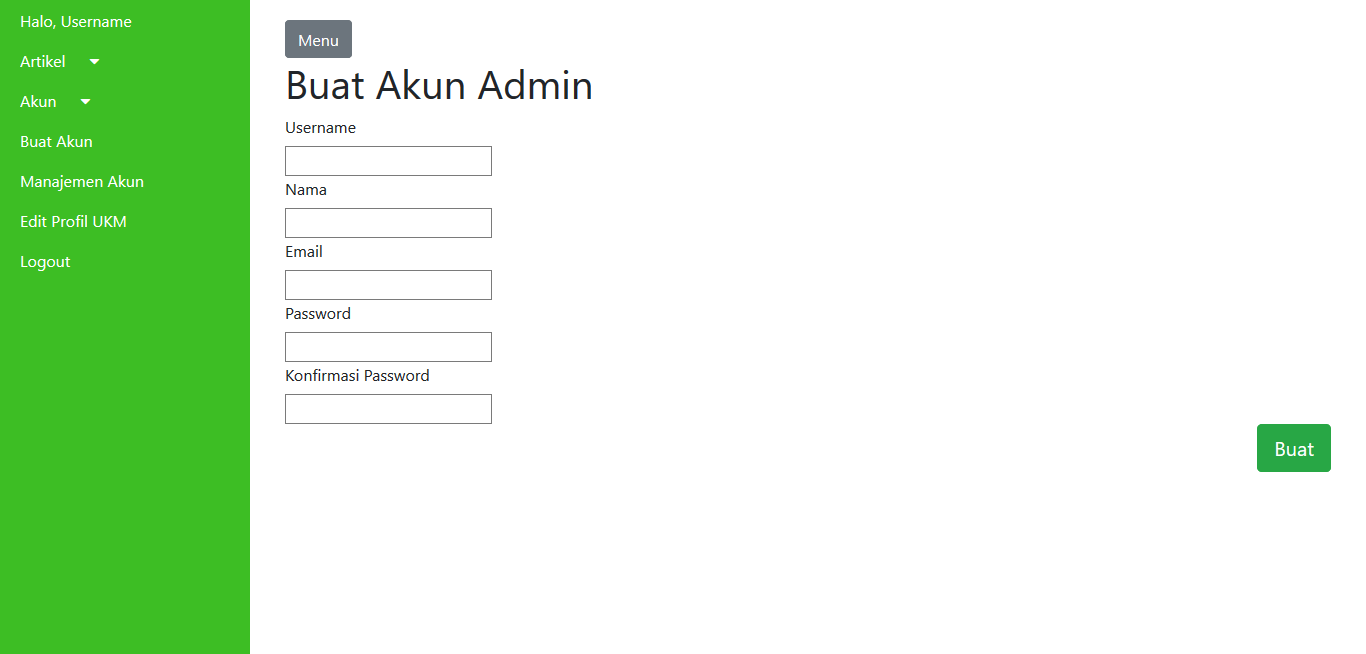 Halo, Username
Artikel
Akun
Buat Akun
Manajemen Akun
Edit Profil UKM
Logout
Menu
Buat Akun Admin
Username
Nama
Email
Password
Konfirmasi Password
Buat